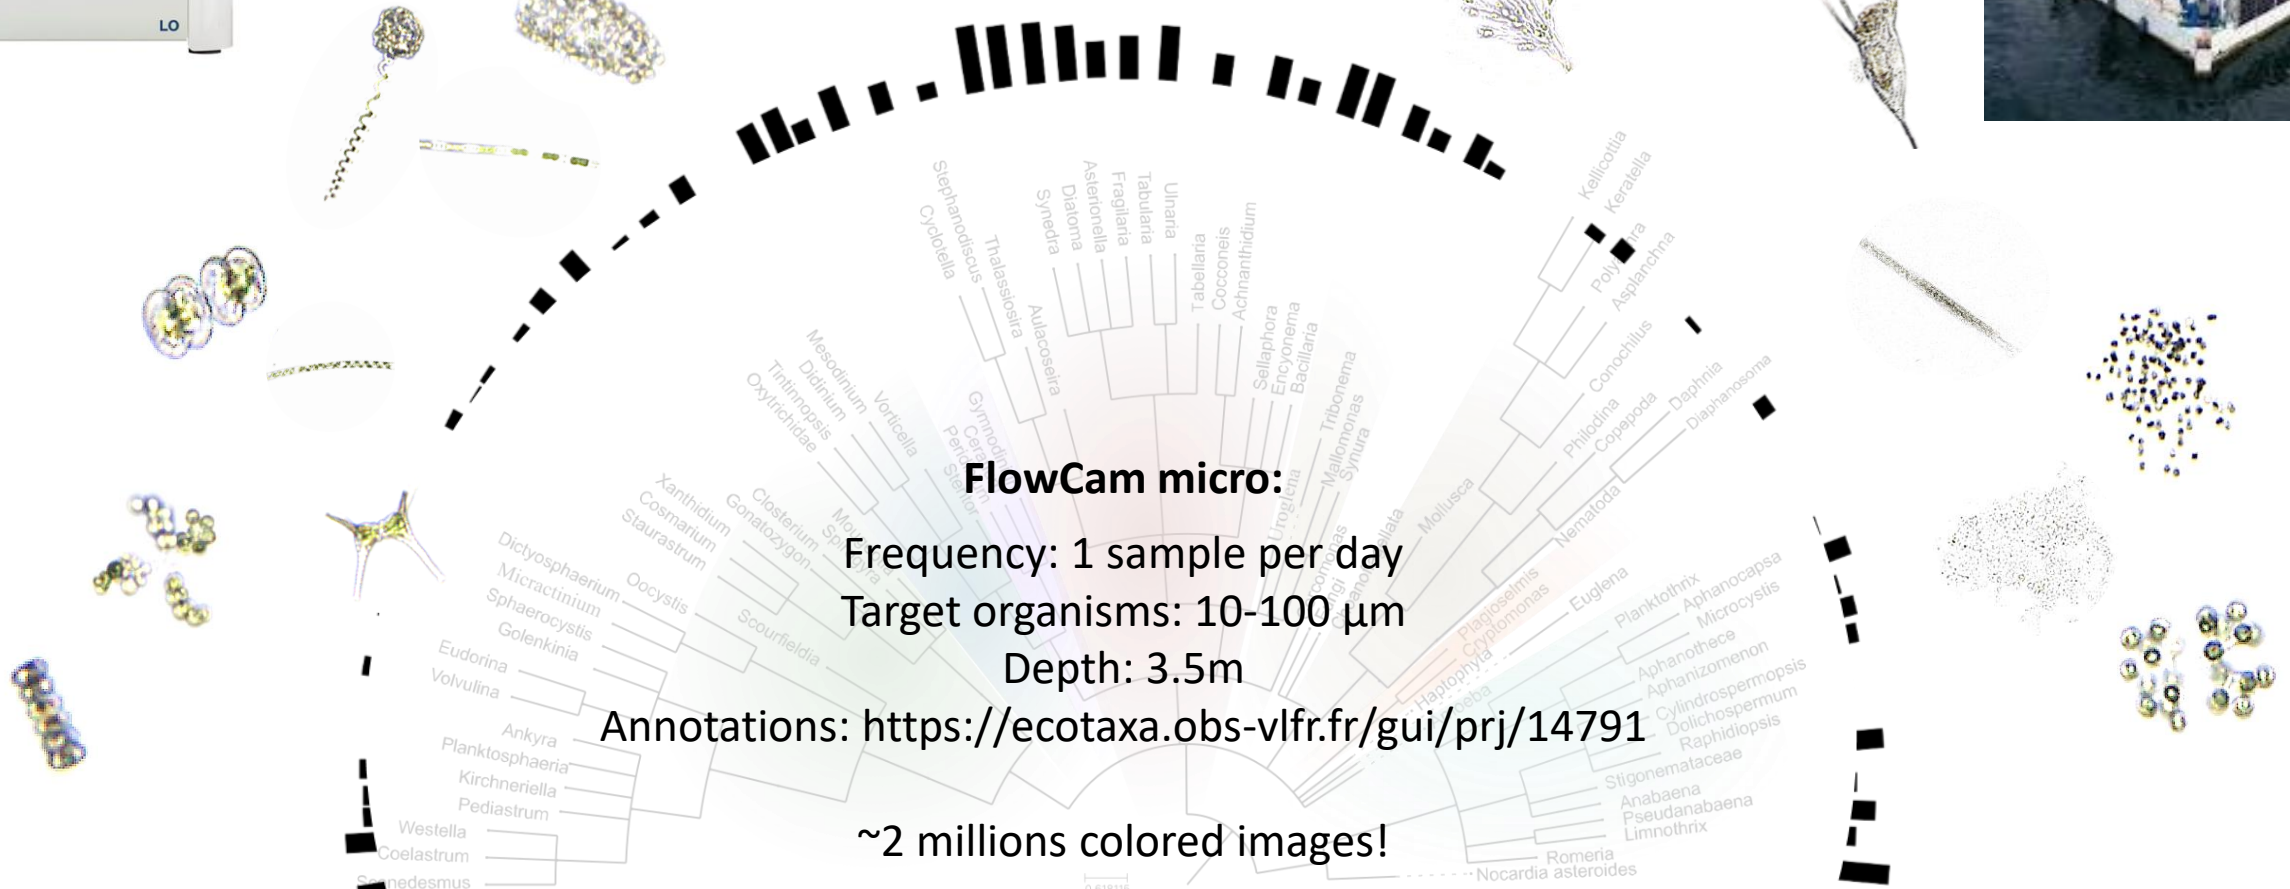 LO
Kellicottia
Keratella
Asplanchna
Stephanodiscus
Cyclotella
Thalassiosira
Aulacoseira
Synedra
Diatoma
Asterionella
Fragilaria
Tabularia
Ulnaria
Tabellaria
Cocconeis
Achnanthidium
Sellaphora
Encyonema
Bacillaria
Tribonema
Mallomonas
Synura
Uroglena
Conochilus
Philodina
Copepoda
Daphnia
Diaphanosoma
Mollusca
Nematoda
Mesodinium
Didinium
Tintinnopsis
Oxytrichidae
Vorticella
Stentor
FlowCam micro:
Frequency: 1 sample per day
Target organisms: 10-100 µm
Depth: 3.5m
Annotations: https://ecotaxa.obs-vlfr.fr/gui/prj/14791
~2 millions colored images!
Xanthidium
Cosmarium
Staurastrum
Closterium
Gonatozygon
Dictyosphaerium
Micractinium
Sphaerocystis
Golenkinia
Oocystis
Scourfieldia
Eudorina
Volvulina
Ankyra
Planktosphaeria
Kirchneriella
Pediastrum
Westella
Coelastrum
Scenedesmus
Plagioselmis
Cryptomonas
Haptophyla
Euglena
Planktothrix
Aphanocapsa
Microcystis
Aphanothece
Aphanizomenon
Cylindrospermopsis
Dolichospermum
Raphidiopsis
Stigonemataceae
Anabaena
Pseudanabaena
Limnothrix
Romeria
Nocardia asteroides